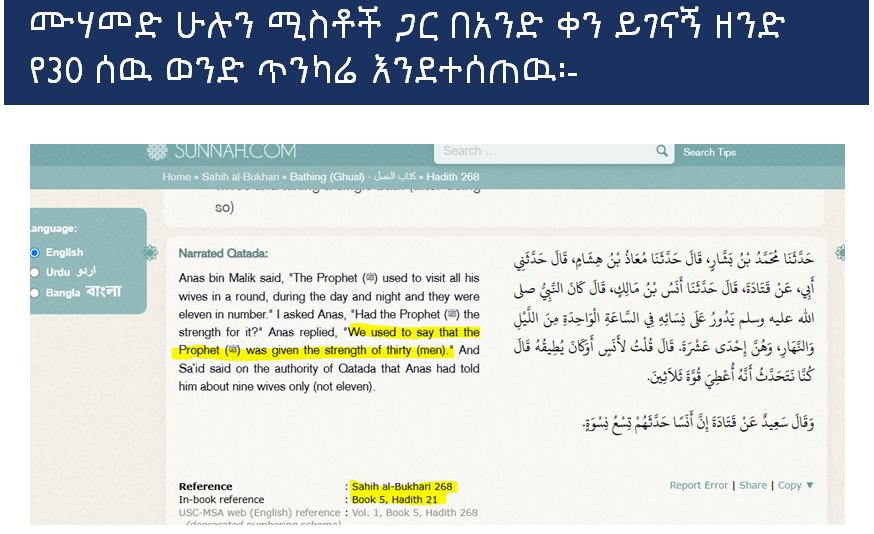 ሙሃመድ ሁሉን ሚስቶች ጋር በአንድ ቀን ይገናኝ ዘንድ
የ30 ሰዉ ወንድ ጥንካሬ እንደተሰጠዉ፡-
SUNNAH.COM
Search ...
Search Tips
Home » Sahih al-Bukhari » Bathing (Ghusl) - كتاب الغسل » Hadith 268
so)
Language:
English
Urdu اردو
Bangla বাংলা
Narrated Qatada:
Anas bin Malik said, "The Prophet (ﷺ) used to visit all his
wives in a round, during the day and night and they were
eleven in number." I asked Anas, "Had the Prophet (ﷺ) the
strength for it?" Anas replied, "We used to say that the
Prophet (ﷺ) was given the strength of thirty (men)." And
Sa`id said on the authority of Qatada that Anas had told
him about nine wives only (not eleven).
حَدَّثَنَا مُحَمَّدُ بْنُ بَشَّارٍ، قَالَ حَدَّثَنَا مُعَاذُ بْنُ هِشَامٍ، قَالَ حَدَّثَنِي
أَبِي، عَنْ قَتَادَةَ، قَالَ حَدَّثَنَا أَنَسُ بْنُ مَالِكٍ، قَالَ كَانَ النَّبِيُّ صلى
الله عليه وسلم يَدُورُ عَلَى نِسَائِهِ فِي السَّاعَةِ الْوَاحِدَةِ مِنَ اللَّيْلِ
وَالنَّهَارِ، وَهُنَّ إِحْدَى عَشْرَةَ. قَالَ قُلْتُ لأَنَسٍ أَوَكَانَ يُطِيقُهُ قَالَ
كُنَّا نَتَحَدَّثُ أَنَّهُ أُعْطِيَ قُوَّةَ ثَلاَثِينَ.
وَقَالَ سَعِيدٌ عَنْ قَتَادَةَ إِنَّ أَنَسًا حَدَّثَهُمْ تِسْعُ نِسْوَةٍ.
Reference : Sahih al-Bukhari 268
In-book reference : Book 5, Hadith 21
USC-MSA web (English) reference : Vol. 1, Book 5, Hadith 268
(deprecated numbering scheme)
Report Error | Share | Copy ▼